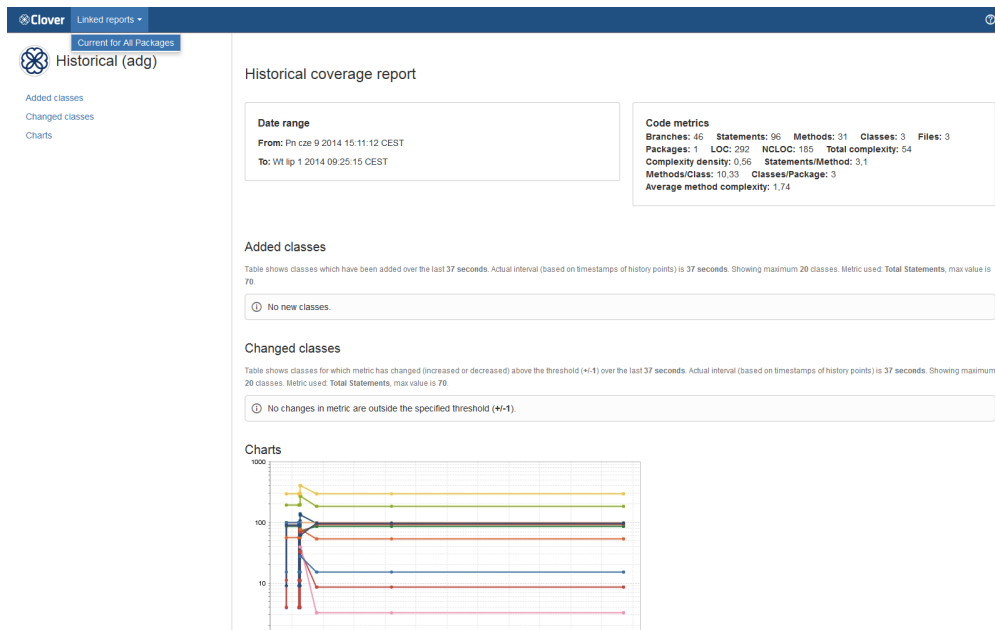 Clover Linked reports
Current for All Packages
Historical (adg)
Added classes
Changed classes
Charts
Historical coverage report
Date range
From: Pn cze 9 2014 15:11:12 CEST
To: Wt lip 1 2014 09:25:15 CEST
Code metrics
Branches: 46 Statements: 96 Methods: 31 Classes: 3 Files: 3
Packages: 1 LOC: 292 NCLOC: 185 Total complexity: 54
Complexity density: 0,56 Statements/Method: 3,1
Methods/Class: 10,33 Classes/Package: 3
Average method complexity: 1,74
Added classes
Table shows classes which have been added over the last 37 seconds. Actual interval (based on timestamps of history points) is 37 seconds. Showing maximum 20 classes. Metric used: Total Statements, max value is
70.
No new classes.
Changed classes
Table shows classes for which metric has changed (increased or decreased) above the threshold (+/-1) over the last 37 seconds. Actual interval (based on timestamps of history points) is 37 seconds. Showing maximum
20 classes. Metric used: Total Statements, max value is 70.
No changes in metric are outside the specified threshold (+/-1).
Charts
1000
100
10